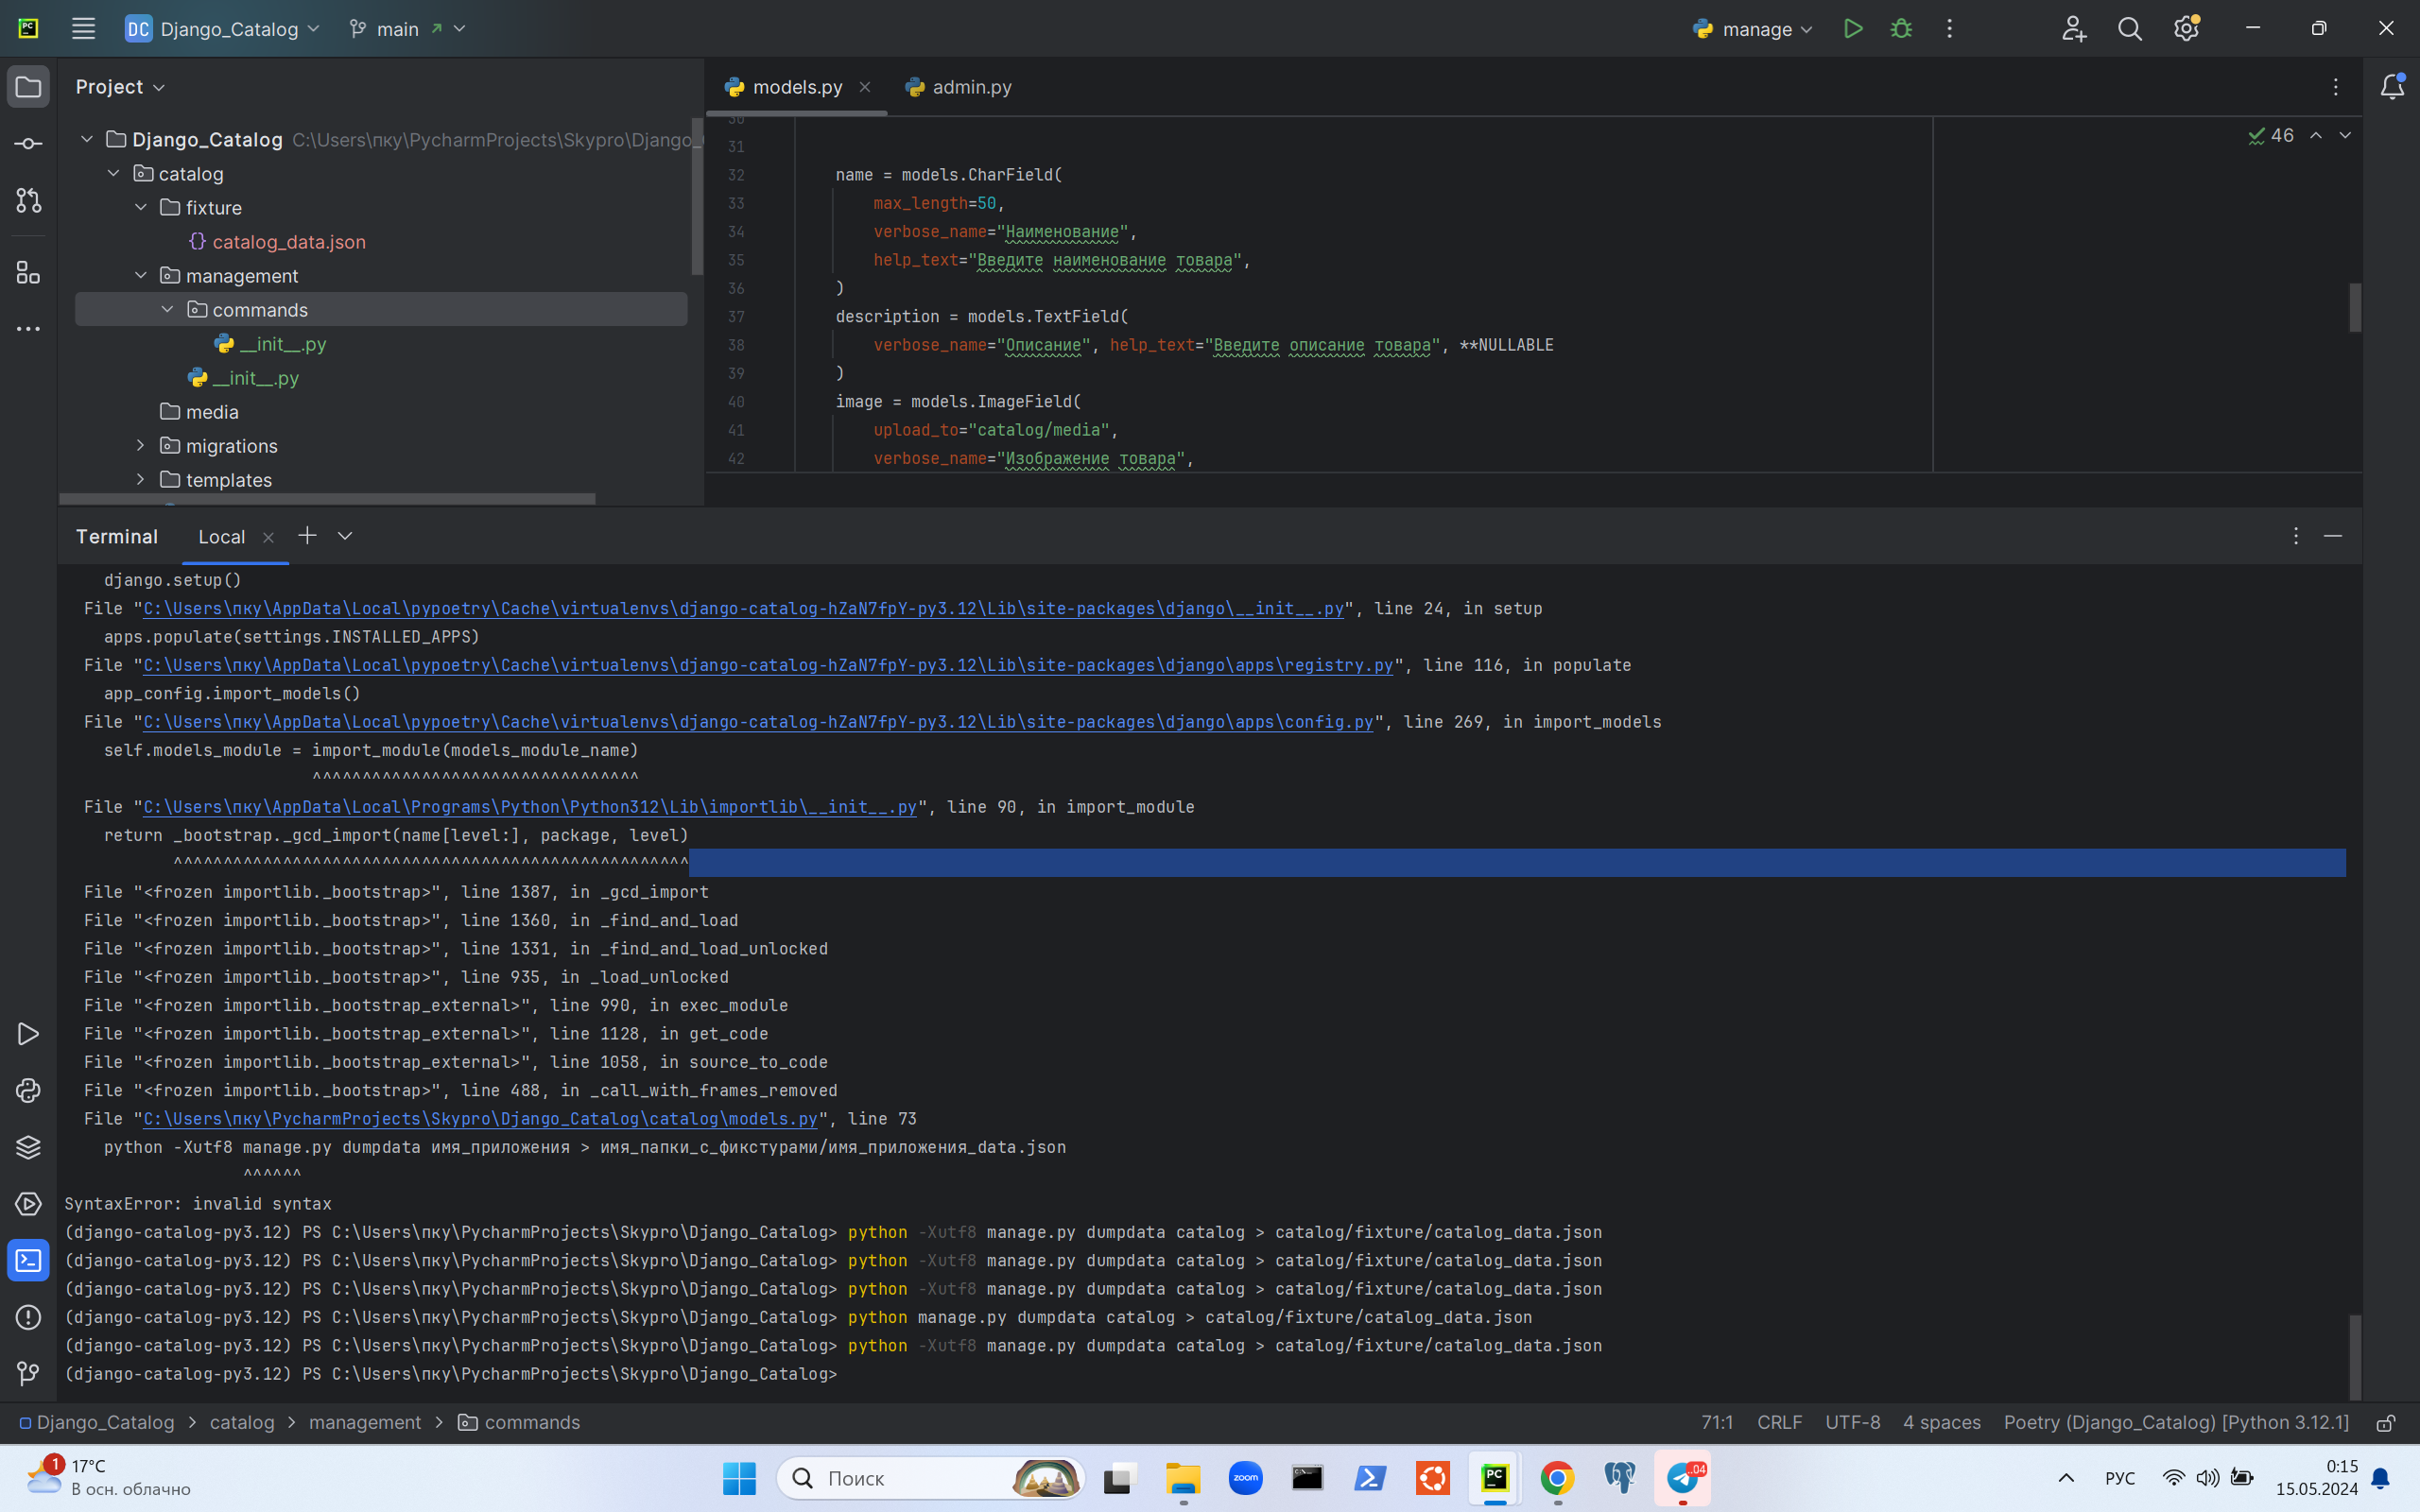 PC DC Django_Catalog main manage
Project
models.py admin.py
Django_Catalog C:\Users\пку\PycharmProjects\Skypro\Django_
catalog
fixture
{} catalog_data.json
management
commands
__init__.py
__init__.py
media
migrations
templates
46
30
31
32 name = models.CharField(
33 max_length=50,
34 verbose_name="Наименование",
35 help_text="Введите наименование товара",
36 )
37 description = models.TextField(
38 verbose_name="Описание", help_text="Введите описание товара", **NULLABLE
39 )
40 image = models.ImageField(
41 upload_to="catalog/media",
42 verbose_name="Изображение товара",
Terminal Local
django.setup()
File "C:\Users\пку\AppData\Local\pypoetry\Cache\virtualenvs\django-catalog-hZaN7fpY-py3.12\Lib\site-packages\django\__init__.py", line 24, in setup
apps.populate(settings.INSTALLED_APPS)
File "C:\Users\пку\AppData\Local\pypoetry\Cache\virtualenvs\django-catalog-hZaN7fpY-py3.12\Lib\site-packages\django\apps\registry.py", line 116, in populate
app_config.import_models()
File "C:\Users\пку\AppData\Local\pypoetry\Cache\virtualenvs\django-catalog-hZaN7fpY-py3.12\Lib\site-packages\django\apps\config.py", line 269, in import_models
self.models_module = import_module(models_module_name)
^^^^^^^^^^^^^^^^^^^^^^^^^^^^^^^^^
File "C:\Users\пку\AppData\Local\Programs\Python\Python312\Lib\importlib\__init__.py", line 90, in import_module
return _bootstrap._gcd_import(name[level:], package, level)
^^^^^^^^^^^^^^^^^^^^^^^^^^^^^^^^^^^^^^^^^^^^^^^^^^^^
File "<frozen importlib._bootstrap>", line 1387, in _gcd_import
File "<frozen importlib._bootstrap>", line 1360, in _find_and_load
File "<frozen importlib._bootstrap>", line 1331, in _find_and_load_unlocked
File "<frozen importlib._bootstrap>", line 935, in _load_unlocked
File "<frozen importlib._bootstrap_external>", line 990, in exec_module
File "<frozen importlib._bootstrap_external>", line 1128, in get_code
File "<frozen importlib._bootstrap_external>", line 1058, in source_to_code
File "<frozen importlib._bootstrap>", line 488, in _call_with_frames_removed
File "C:\Users\пку\PycharmProjects\Skypro\Django_Catalog\catalog\models.py", line 73
python -Xutf8 manage.py dumpdata имя_приложения > имя_папки_с_фикстурами/имя_приложения_data.json
^^^^^^
SyntaxError: invalid syntax
(django-catalog-py3.12) PS C:\Users\пку\PycharmProjects\Skypro\Django_Catalog> python -Xutf8 manage.py dumpdata catalog > catalog/fixture/catalog_data.json
(django-catalog-py3.12) PS C:\Users\пку\PycharmProjects\Skypro\Django_Catalog> python -Xutf8 manage.py dumpdata catalog > catalog/fixture/catalog_data.json
(django-catalog-py3.12) PS C:\Users\пку\PycharmProjects\Skypro\Django_Catalog> python -Xutf8 manage.py dumpdata catalog > catalog/fixture/catalog_data.json
(django-catalog-py3.12) PS C:\Users\пку\PycharmProjects\Skypro\Django_Catalog> python manage.py dumpdata catalog > catalog/fixture/catalog_data.json
(django-catalog-py3.12) PS C:\Users\пку\PycharmProjects\Skypro\Django_Catalog> python -Xutf8 manage.py dumpdata catalog > catalog/fixture/catalog_data.json
(django-catalog-py3.12) PS C:\Users\пку\PycharmProjects\Skypro\Django_Catalog>
Django_Catalog > catalog > management > commands 71:1 CRLF UTF-8 4 spaces Poetry (Django_Catalog) [Python 3.12.1]
1 17°C
В осн. облачно
Поиск
zoom
PC
04
РУС
0:15
15.05.2024